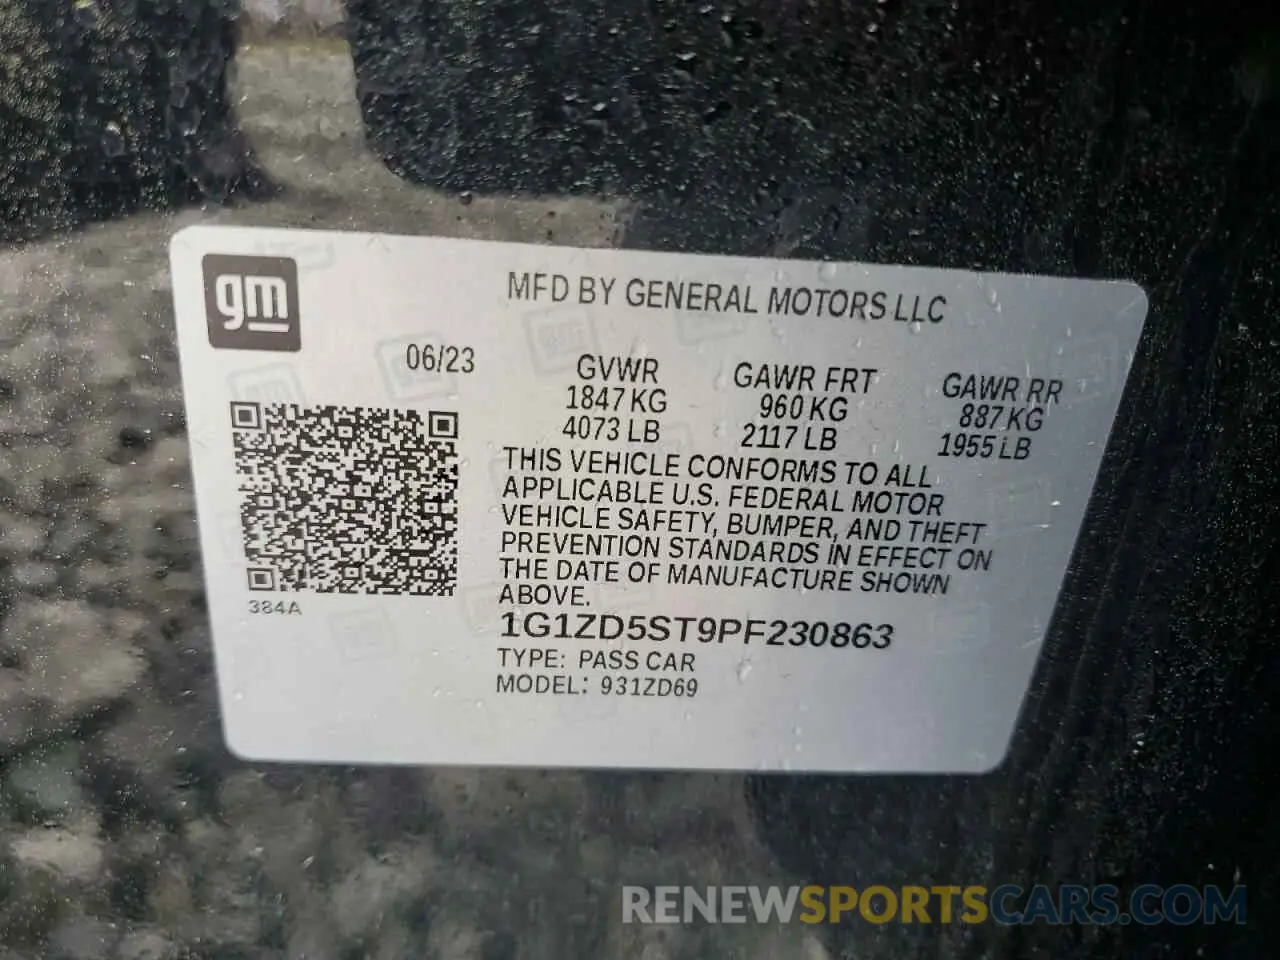 gm
MFD BY GENERAL MOTORS LLC
06/23
GVWR GAWR FRT GAWR RR
1847 KG 960 KG 887 KG
4073 LB 2117 LB 1955 LB
THIS VEHICLE CONFORMS TO ALL
APPLICABLE U.S. FEDERAL MOTOR
VEHICLE SAFETY, BUMPER, AND THEFT
PREVENTION STANDARDS IN EFFECT ON
THE DATE OF MANUFACTURE SHOWN
ABOVE.
384A
1G1ZD5ST9PF230863
TYPE: PASS CAR
MODEL: 931ZD69
RENEWSPORTSCARS.COM